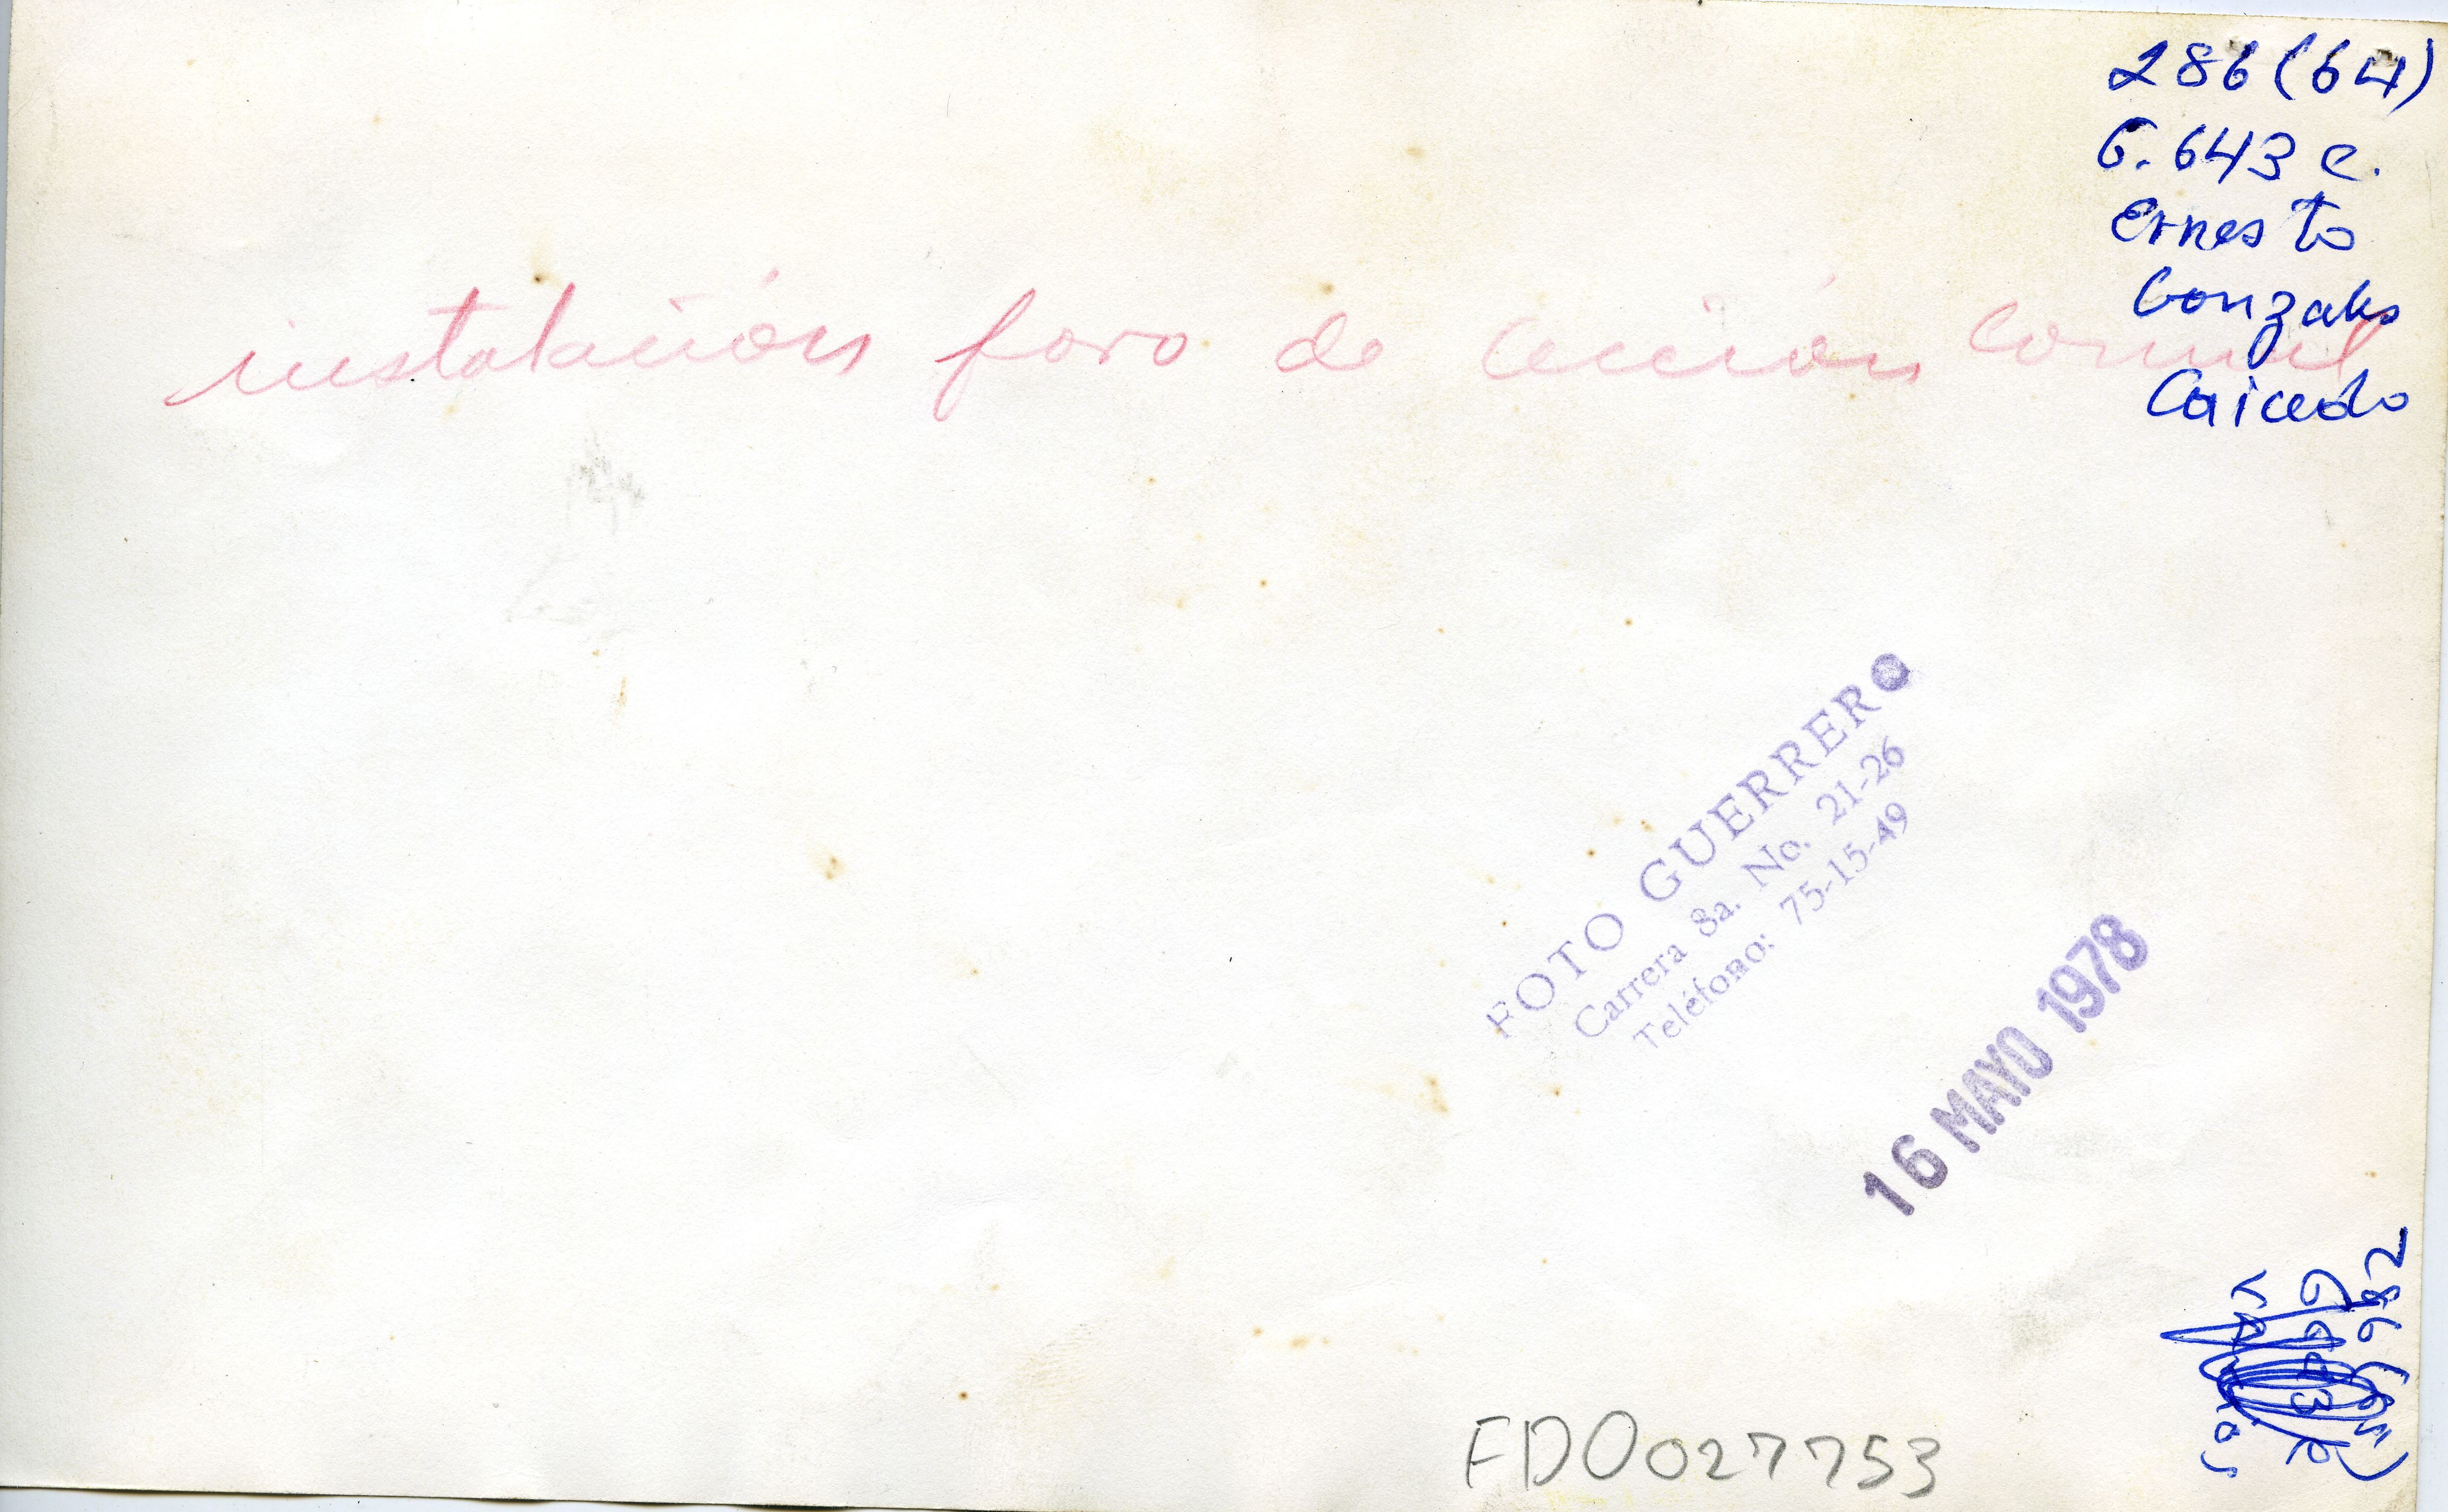 286 (64)
G. 643 c.
Ernesto
Gonzalo
Caicedo
instalación foro de acción comunal
FOTO GUERRERO
Carrera 8a. No. 21-26
Teléfono: 75-15-49
16 MAYO 1978
FDO027753